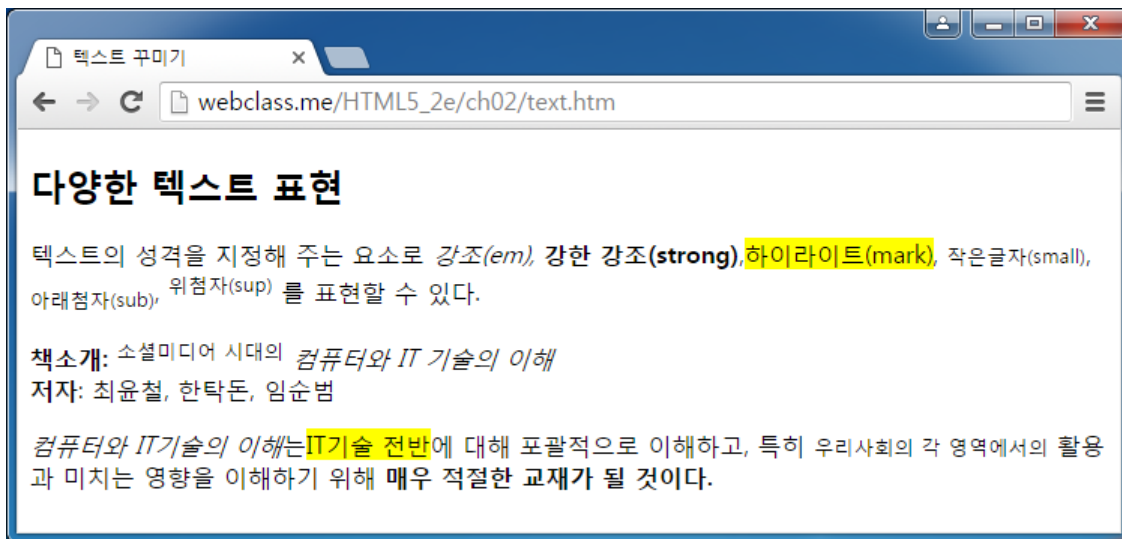 텍스트 꾸미기
webclass.me/HTML5_2e/ch02/text.htm
다양한 텍스트 표현
텍스트의 성격을 지정해 주는 요소로 강조(em), 강한 강조(strong),하이라이트(mark), 작은글자(small),
아래첨자(sub), 위첨자(sup) 를 표현할 수 있다.
책소개: 소셜미디어 시대의 컴퓨터와 IT 기술의 이해
저자: 최윤철, 한탁돈, 임순범
컴퓨터와 IT기술의 이해는IT기술 전반에 대해 포괄적으로 이해하고, 특히 우리사회의 각 영역에서의 활용
과 미치는 영향을 이해하기 위해 매우 적절한 교재가 될 것이다.